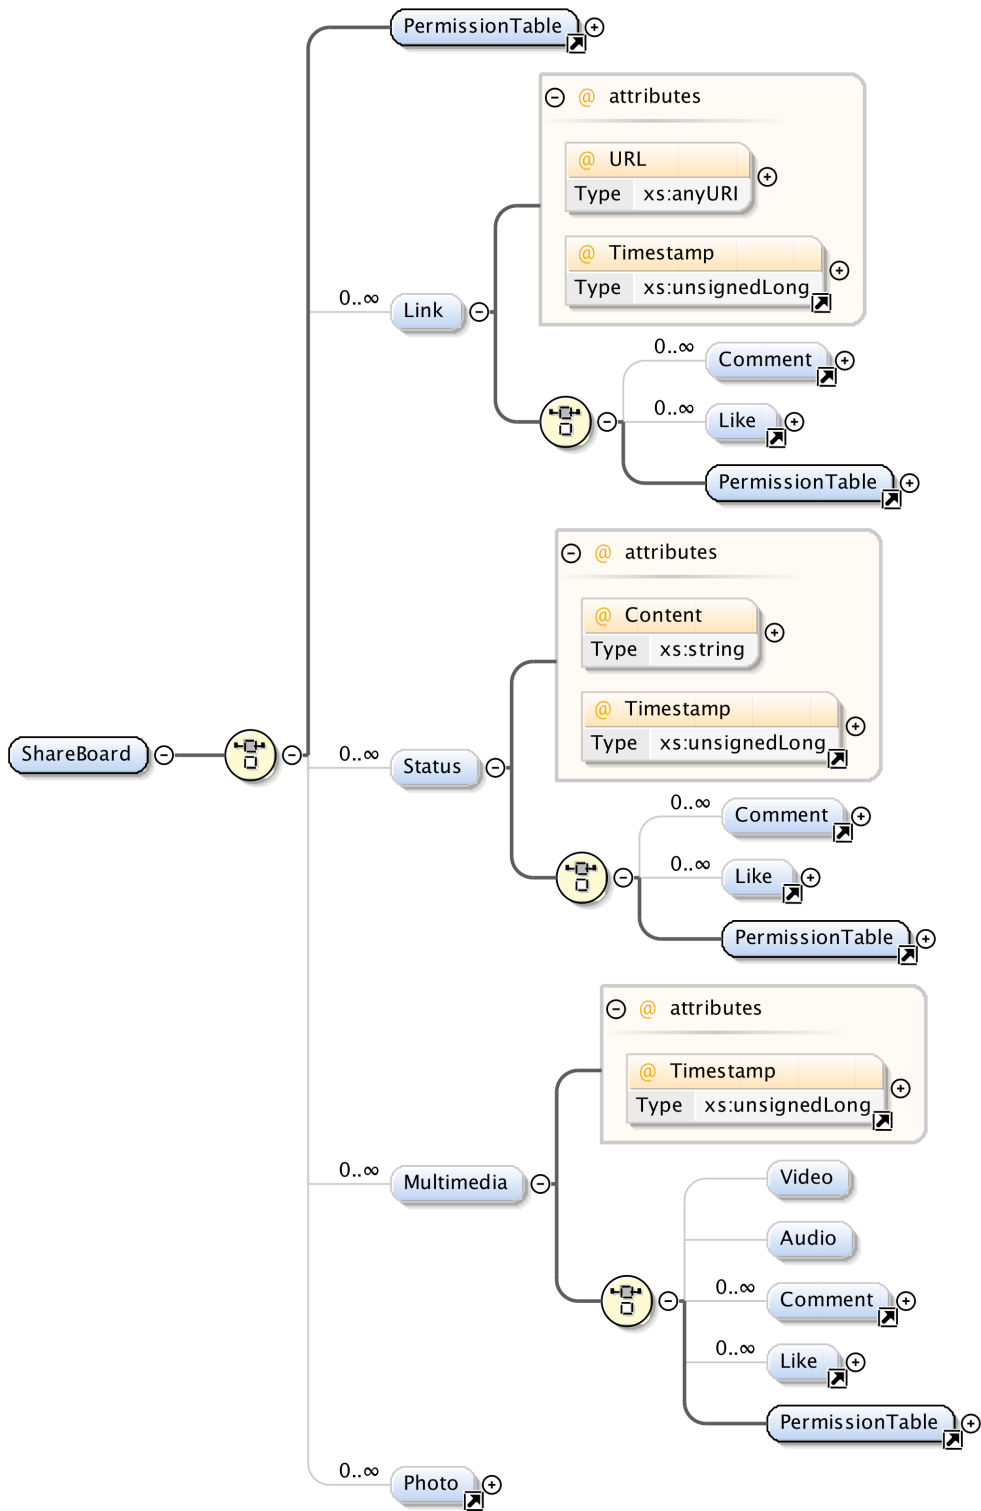 PermissionTable
@ attributes
@ URL
Type xs:anyURI
@ Timestamp
Type xs:unsignedLong
0..∞ Link
0..∞ Comment
0..∞ Like
PermissionTable
@ attributes
@ Content
Type xs:string
@ Timestamp
Type xs:unsignedLong
ShareBoard
0..∞ Status
0..∞ Comment
0..∞ Like
PermissionTable
@ attributes
@ Timestamp
Type xs:unsignedLong
0..∞ Multimedia
Video
Audio
0..∞ Comment
0..∞ Like
PermissionTable
0..∞ Photo